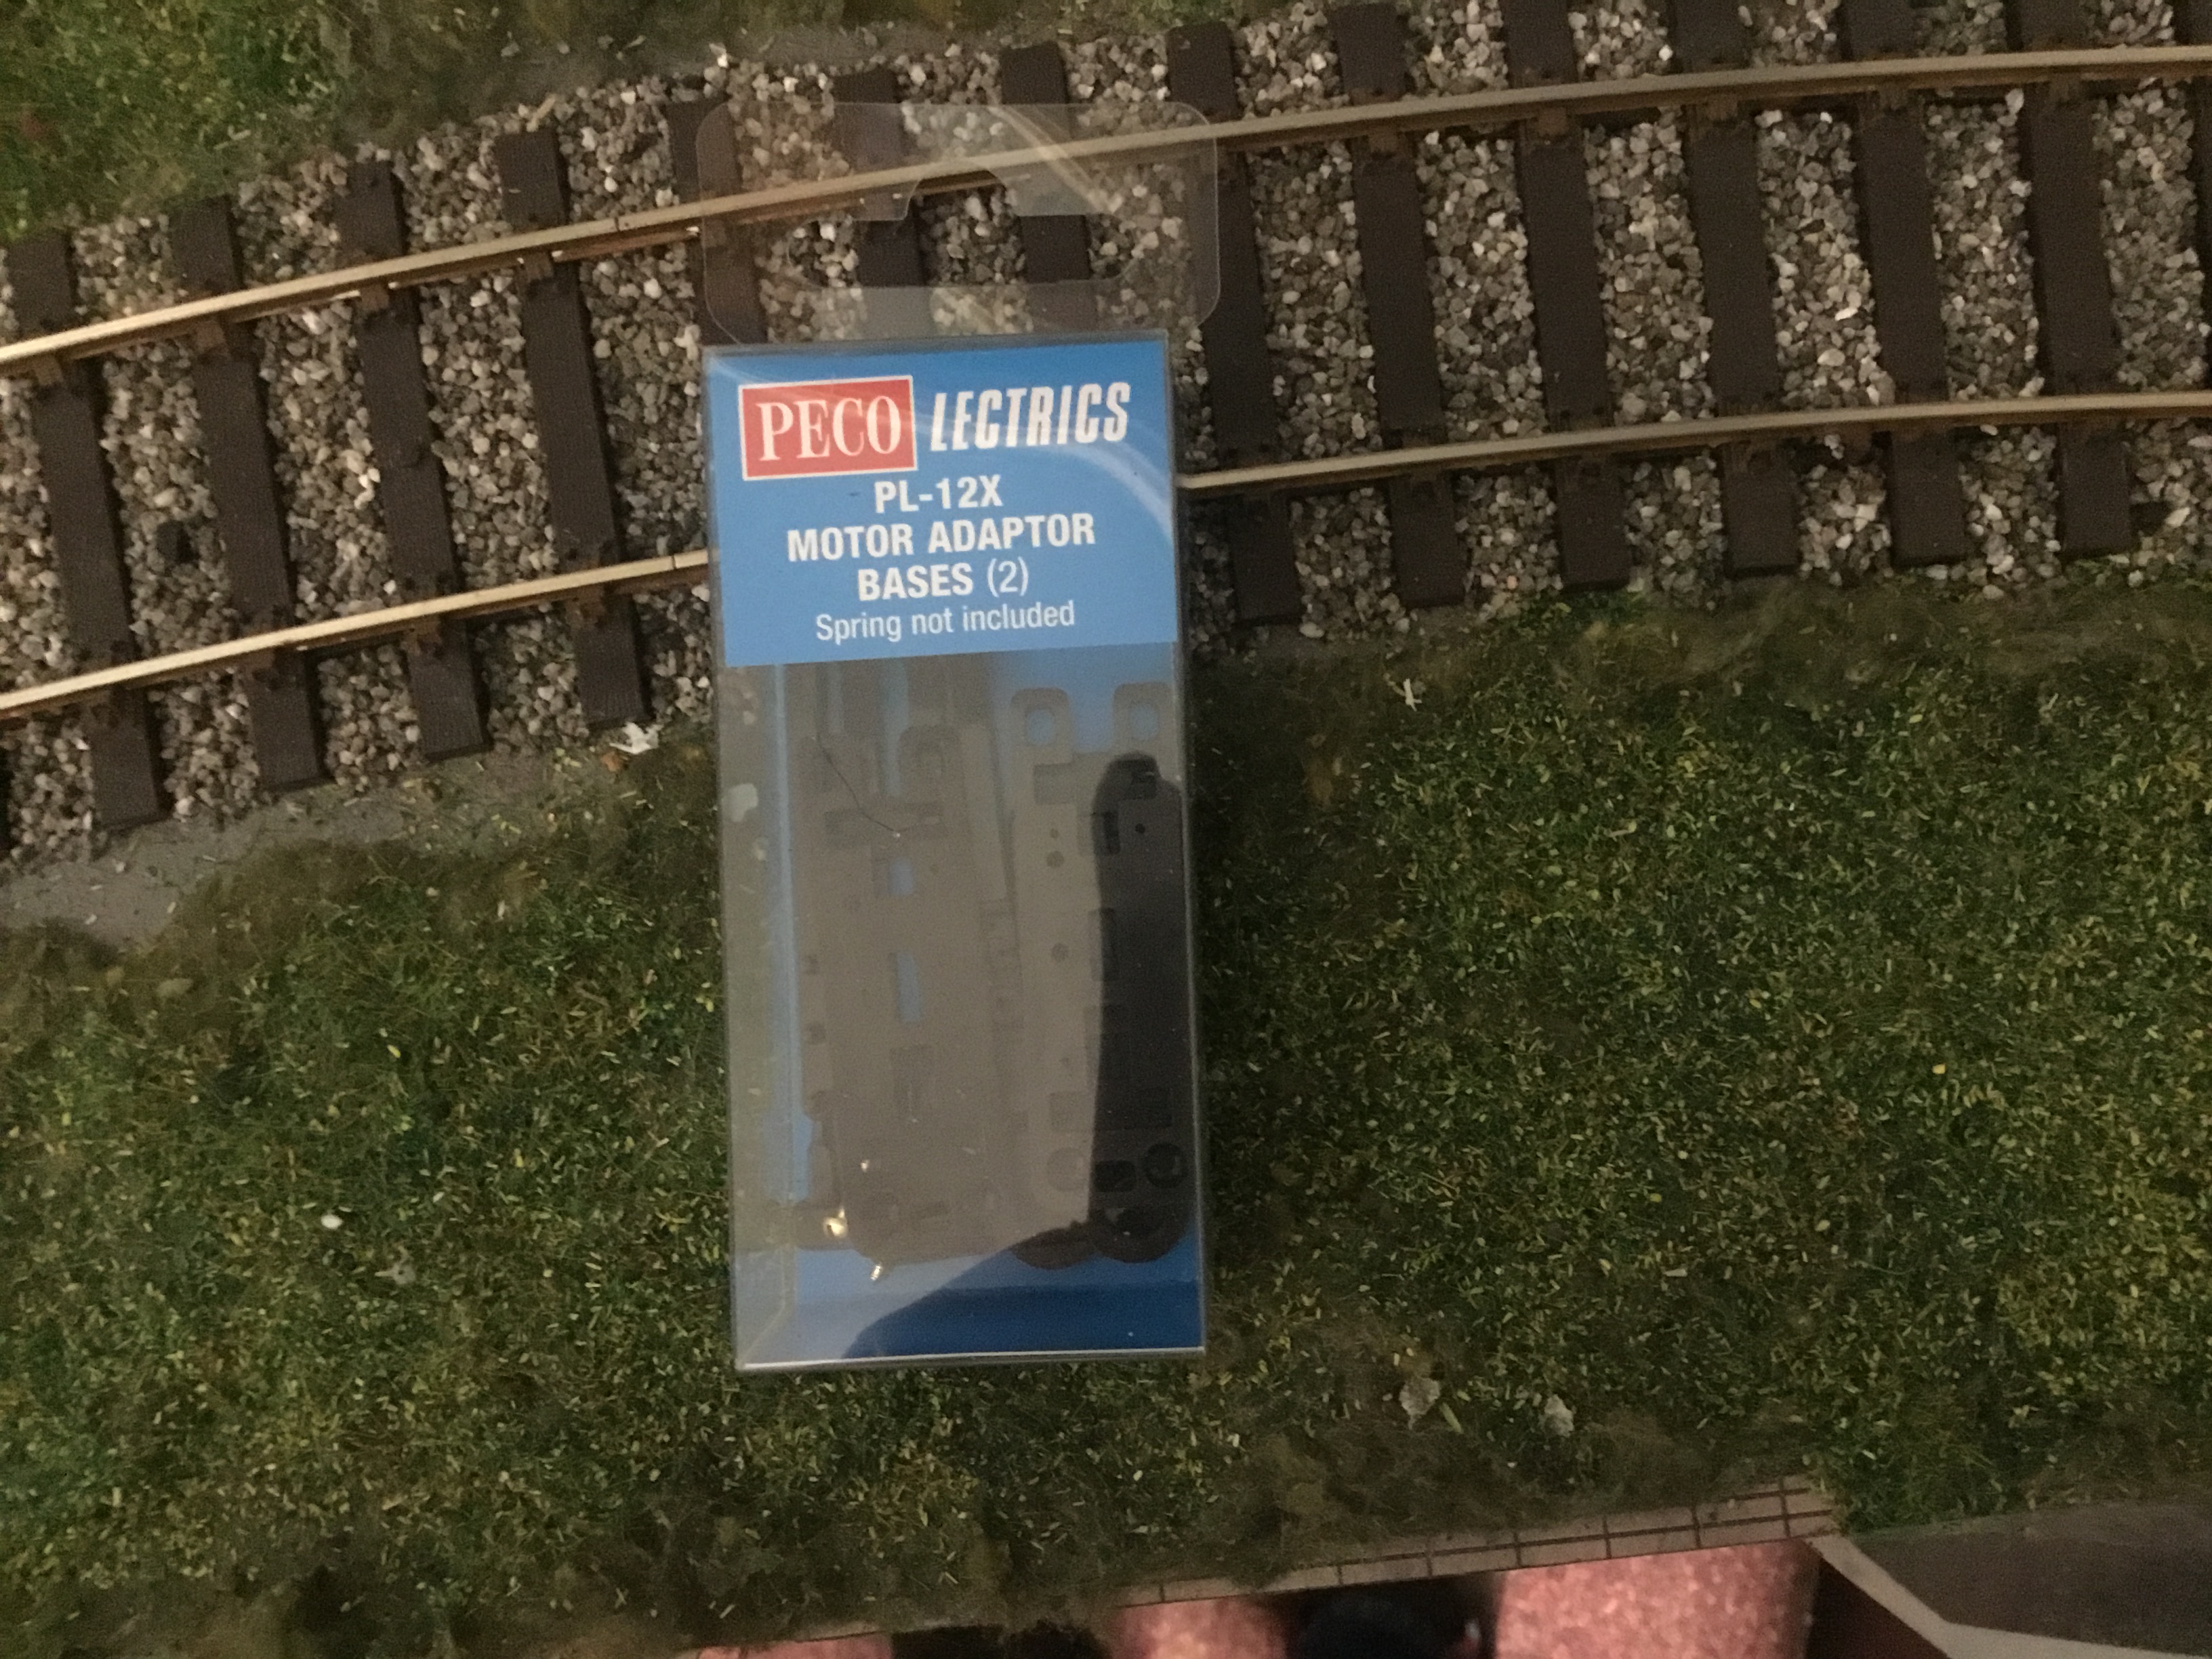 PECO LECTRICS
PL-12X
MOTOR ADAPTOR
BASES (2)
Spring not included